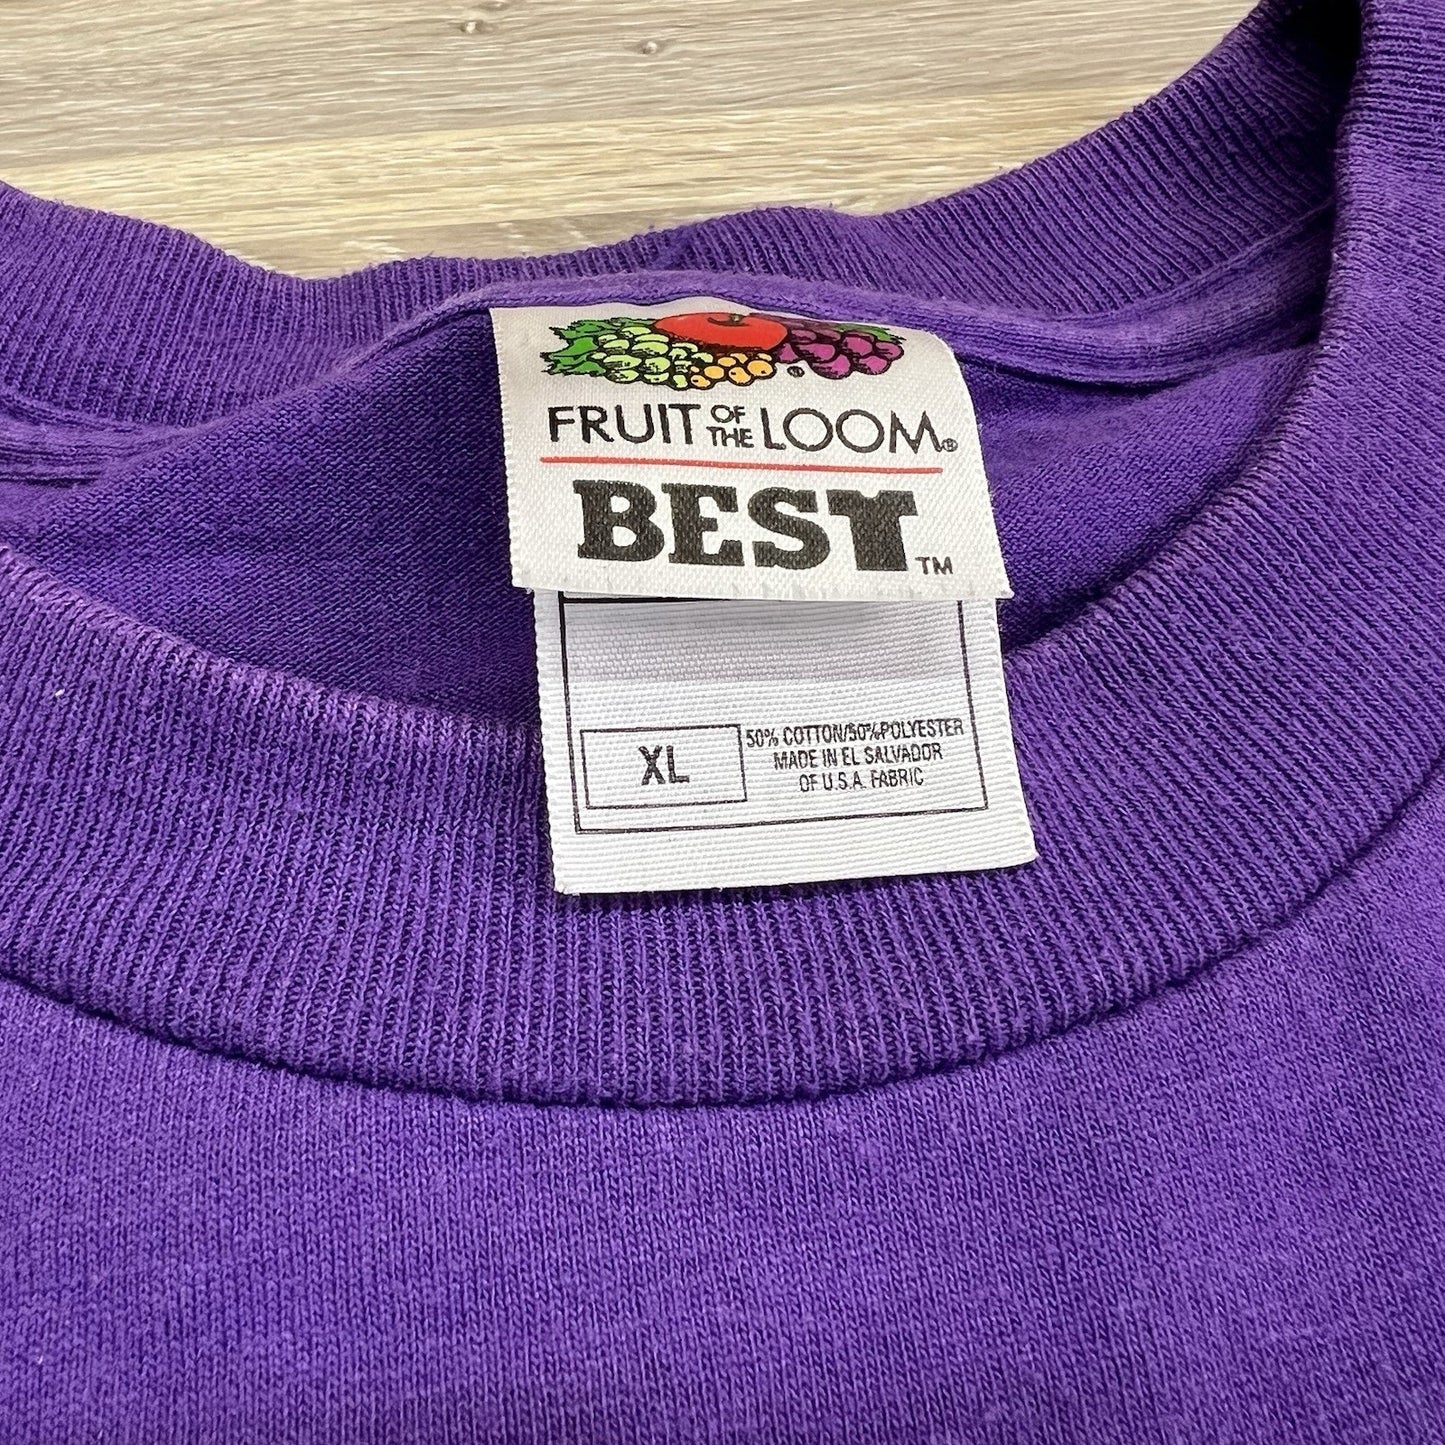 FRUIT OF THE LOOM®
BEST™
XL
50% COTTON/50% POLYESTER
MADE IN EL SALVADOR
OF U.S.A. FABRIC